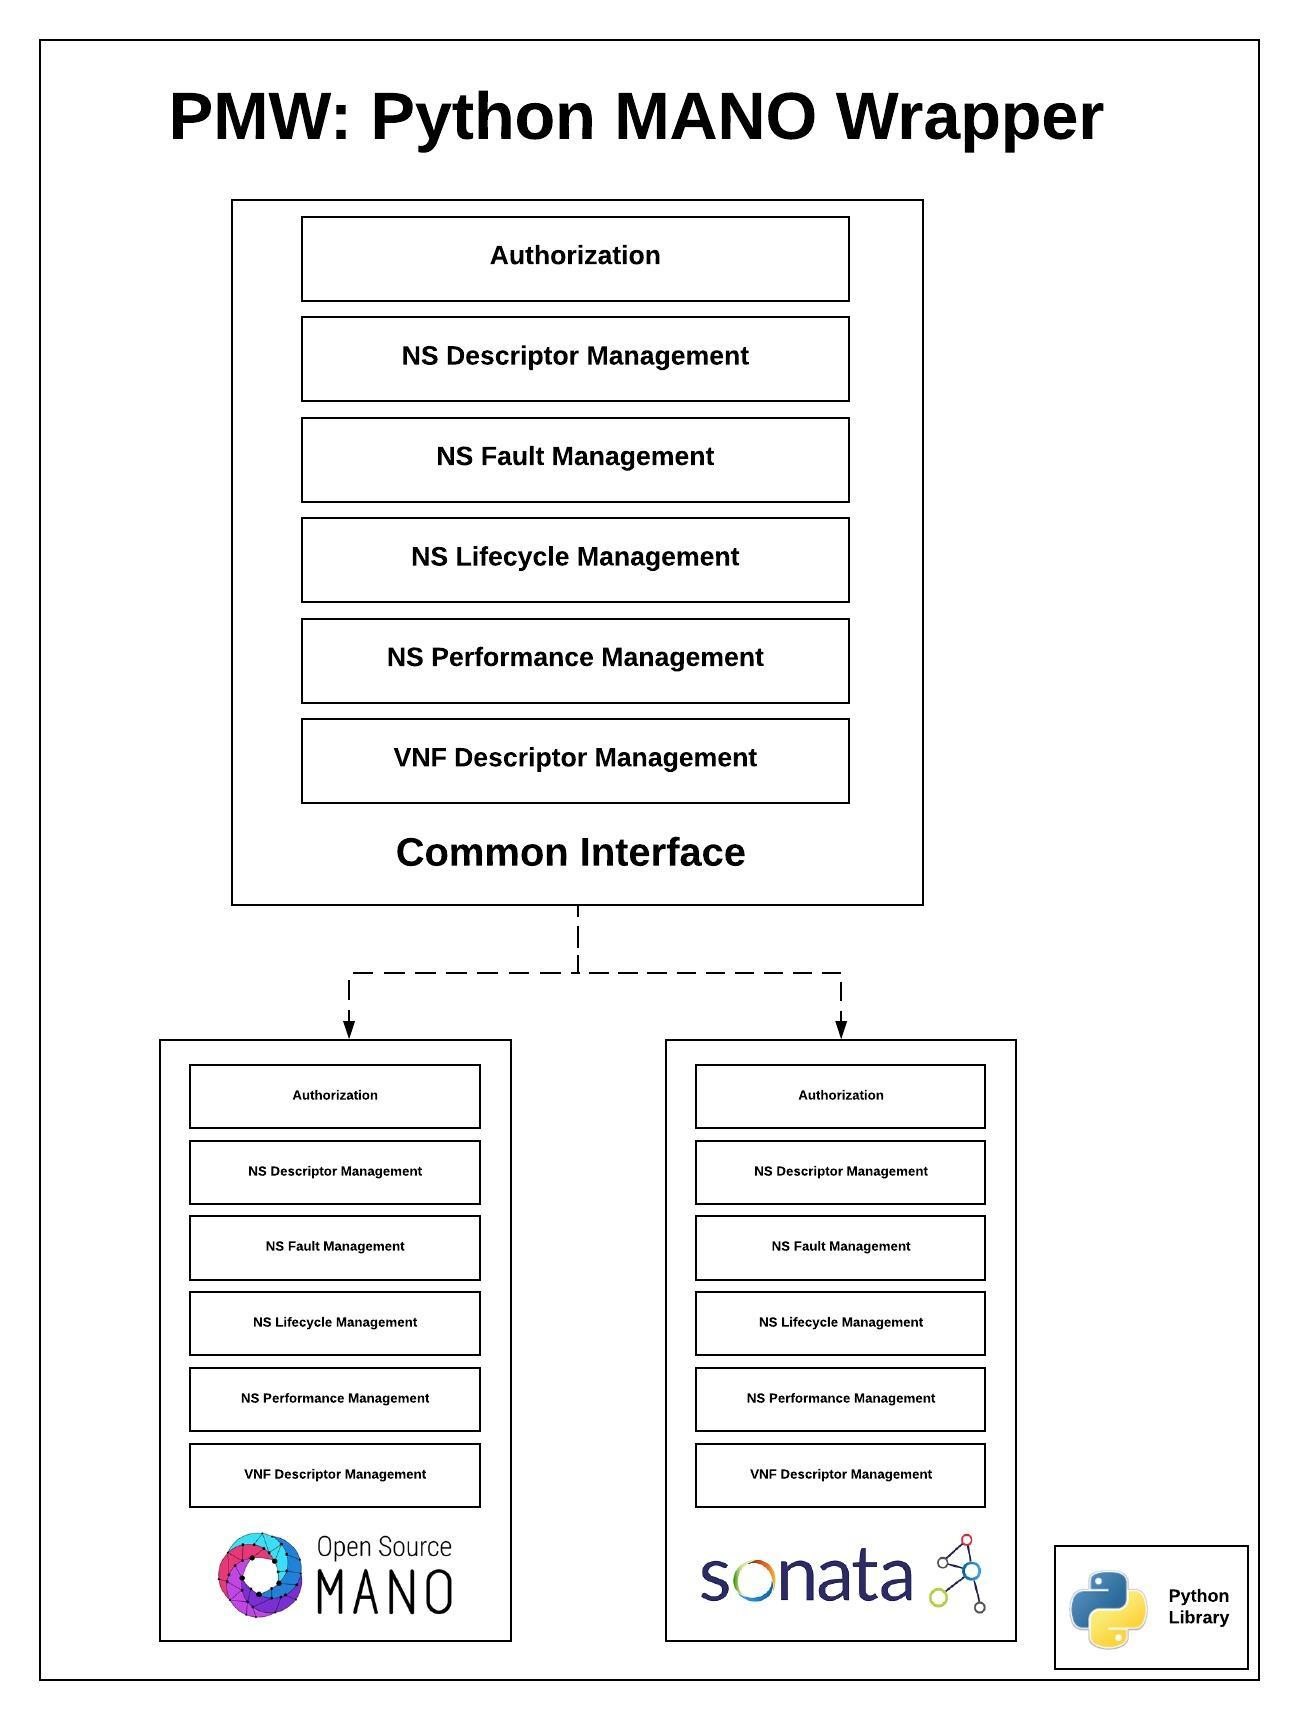 PMW: Python MANO Wrapper
Authorization
NS Descriptor Management
NS Fault Management
NS Lifecycle Management
NS Performance Management
VNF Descriptor Management
Common Interface
Authorization
NS Descriptor Management
NS Fault Management
NS Lifecycle Management
NS Performance Management
VNF Descriptor Management
Open Source
MANO
Authorization
NS Descriptor Management
NS Fault Management
NS Lifecycle Management
NS Performance Management
VNF Descriptor Management
sonata
Python
Library